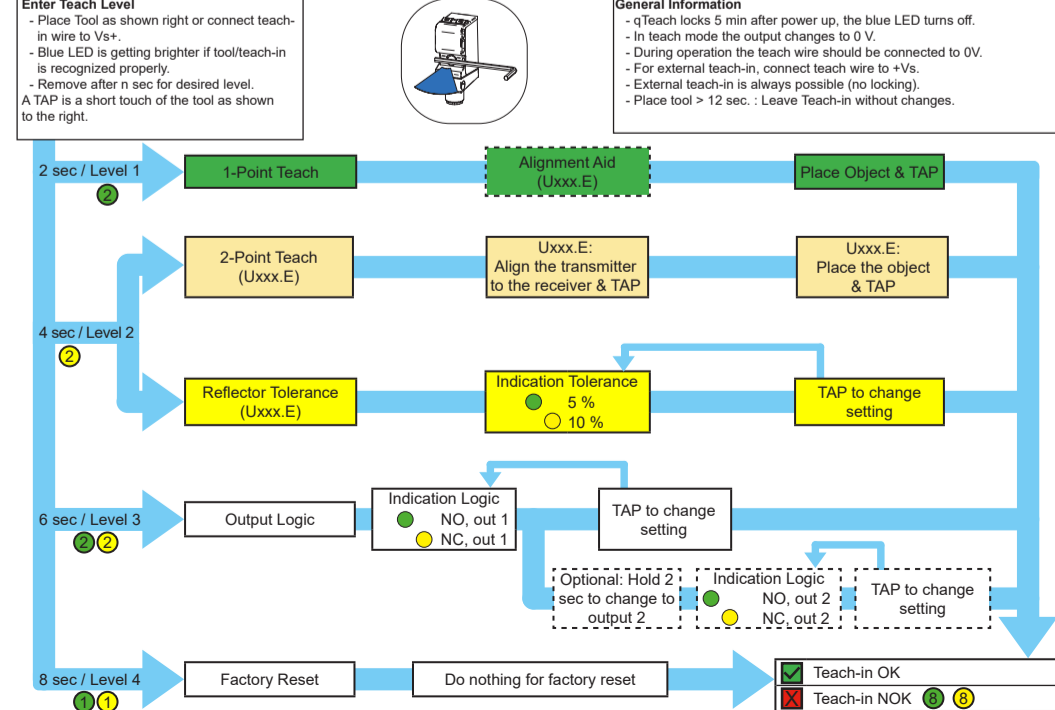 Enter Teach Level
- Place Tool as shown right or connect teach-
in wire to Vs+.
- Blue LED is getting brighter if tool/teach-in
is recognized properly.
- Remove after n sec for desired level.
A TAP is a short touch of the tool as shown
to the right.
General Information
- qTeach locks 5 min after power up, the blue LED turns off.
- In teach mode the output changes to 0 V.
- During operation the teach wire should be connected to 0V.
- For external teach-in, connect teach wire to +Vs.
- External teach-in is always possible (no locking).
- Place tool > 12 sec. : Leave Teach-in without changes.
2 sec / Level 1
2
1-Point Teach
Alignment Aid
(Uxxx.E)
Place Object & TAP
4 sec / Level 2
2
2-Point Teach
(Uxxx.E)
Uxxx.E:
Align the transmitter
to the receiver & TAP
Uxxx.E:
Place the object
& TAP
Reflector Tolerance
(Uxxx.E)
Indication Tolerance
5 %
10 %
TAP to change
setting
6 sec / Level 3
2 2
Output Logic
Indication Logic
NO, out 1
NC, out 1
TAP to change
setting
Optional: Hold 2
sec to change to
output 2
Indication Logic
NO, out 2
NC, out 2
TAP to change
setting
8 sec / Level 4
1 1
Factory Reset
Do nothing for factory reset
Teach-in OK
Teach-in NOK 8 8